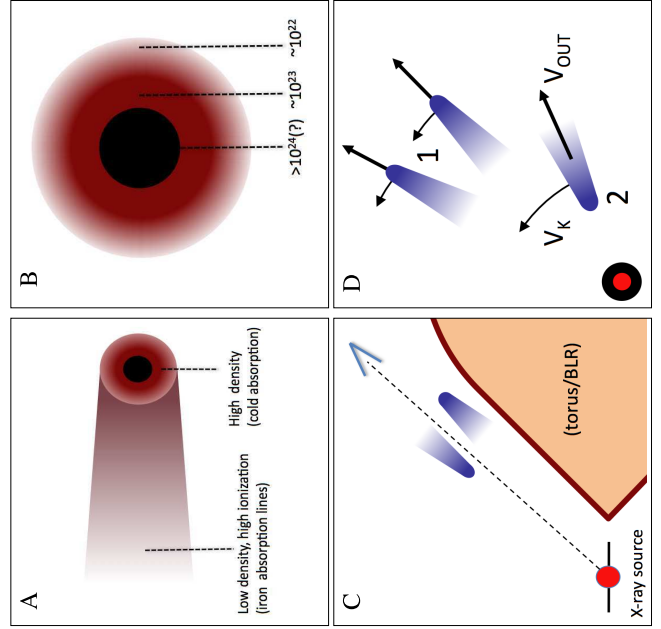 A
Low density, high ionization
(iron absorption lines)
High density
(cold absorption)
B
>10²⁴(?)
~10²³
~10²²
C
X-ray source
(torus/BLR)
D
1
2
V_K
V_OUT